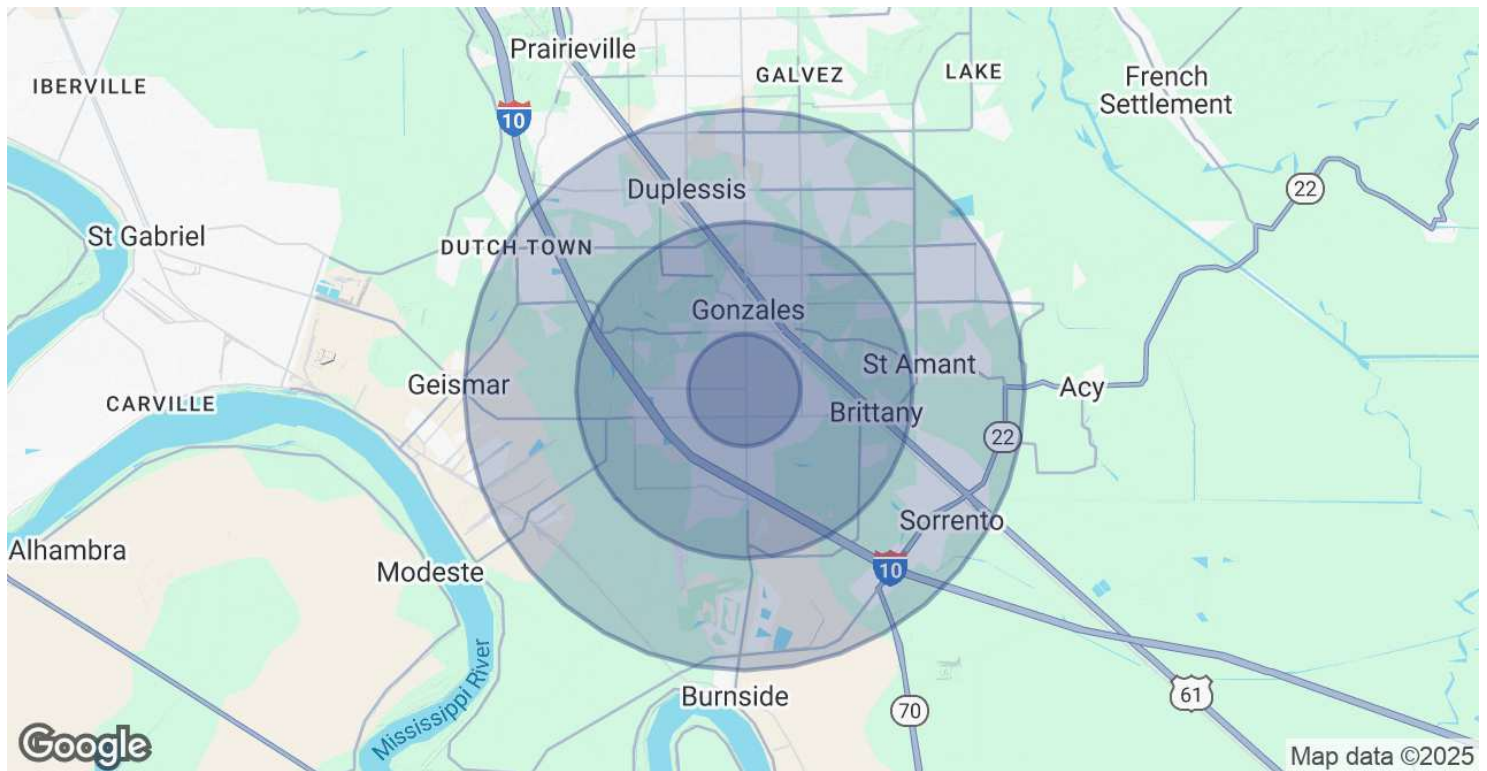 Prairieville
GALVEZ
LAKE
French
Settlement
IBERVILLE
10
Duplessis
22
St Gabriel
DUTCH TOWN
Gonzales
St Amant
Geismar
Acy
CARVILLE
Brittany
22
Sorrento
Alhambra
Modeste
10
Mississippi River
Burnside
70
61
Google
Map data ©2025